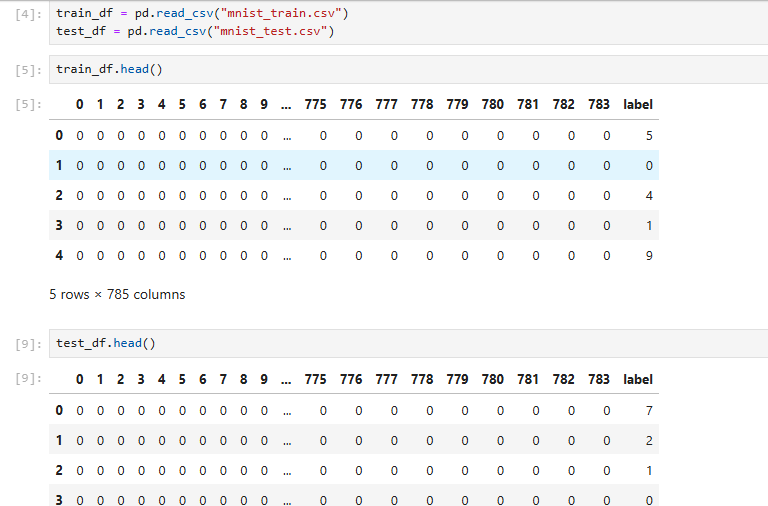 [4]: train_df = pd.read_csv("mnist_train.csv")
test_df = pd.read_csv("mnist_test.csv")
[5]: train_df.head()
[5]: 0 1 2 3 4 5 6 7 8 9 ... 775 776 777 778 779 780 781 782 783 label
0 0 0 0 0 0 0 0 0 0 0 ... 0 0 0 0 0 0 0 0 0 5
1 0 0 0 0 0 0 0 0 0 0 ... 0 0 0 0 0 0 0 0 0 0
2 0 0 0 0 0 0 0 0 0 0 ... 0 0 0 0 0 0 0 0 0 4
3 0 0 0 0 0 0 0 0 0 0 ... 0 0 0 0 0 0 0 0 0 1
4 0 0 0 0 0 0 0 0 0 0 ... 0 0 0 0 0 0 0 0 0 9
5 rows × 785 columns
[9]: test_df.head()
[9]: 0 1 2 3 4 5 6 7 8 9 ... 775 776 777 778 779 780 781 782 783 label
0 0 0 0 0 0 0 0 0 0 0 ... 0 0 0 0 0 0 0 0 0 7
1 0 0 0 0 0 0 0 0 0 0 ... 0 0 0 0 0 0 0 0 0 2
2 0 0 0 0 0 0 0 0 0 0 ... 0 0 0 0 0 0 0 0 0 1
3 0 0 0 0 0 0 0 0 0 0 ... 0 0 0 0 0 0 0 0 0 0